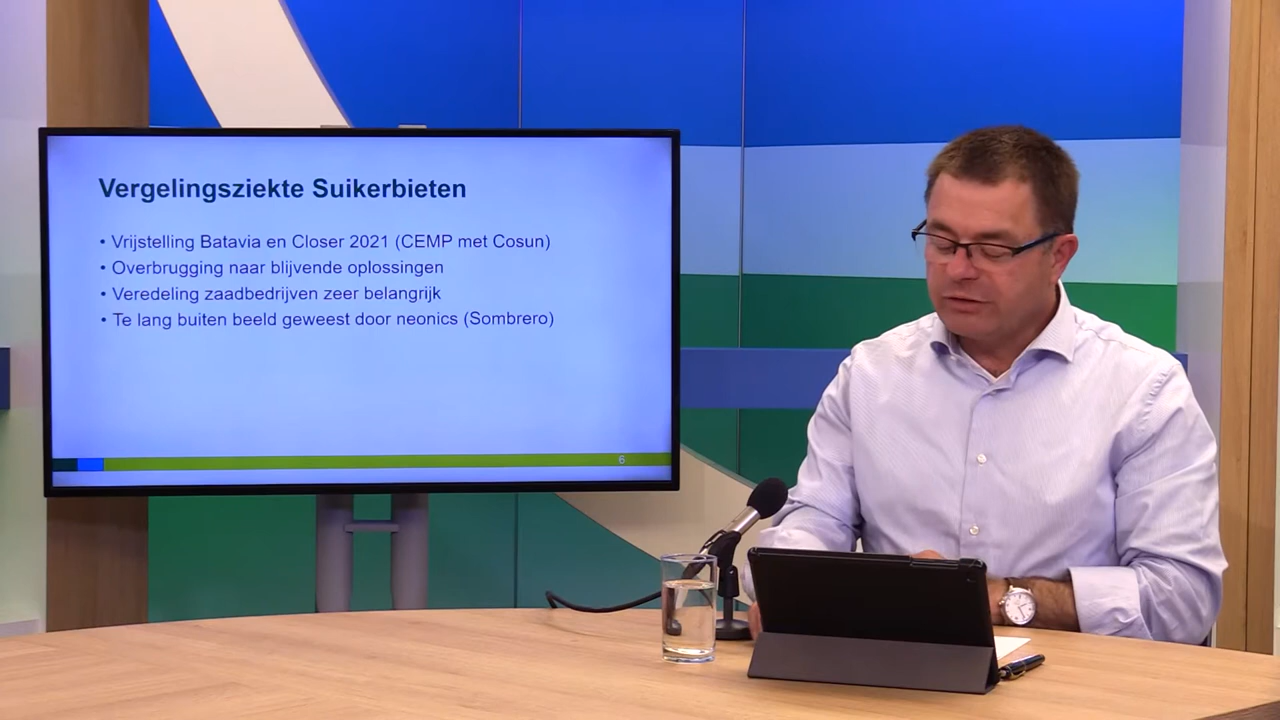 Vergelingsziekte Suikerbieten
• Vrijstelling Batavia en Closer 2021 (CEMP met Cosun)
• Overbrugging naar blijvende oplossingen
• Veredeling zaadbedrijven zeer belangrijk
• Te lang buiten beeld geweest door neonics (Sombrero)
6